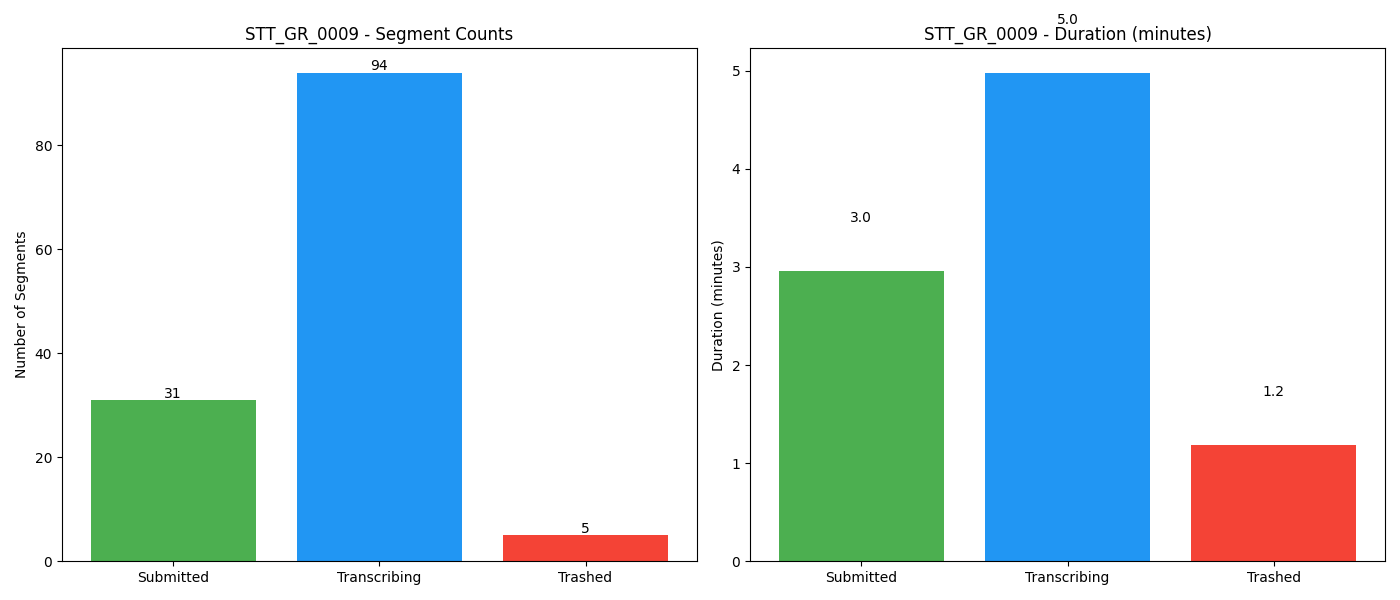 STT_GR_0009 - Segment Counts
94
31
5
Number of Segments
80
60
40
20
0
Submitted Transcribing Trashed
5.0
STT_GR_0009 - Duration (minutes)
3.0
1.2
Duration (minutes)
5
4
3
2
1
0
Submitted Transcribing Trashed